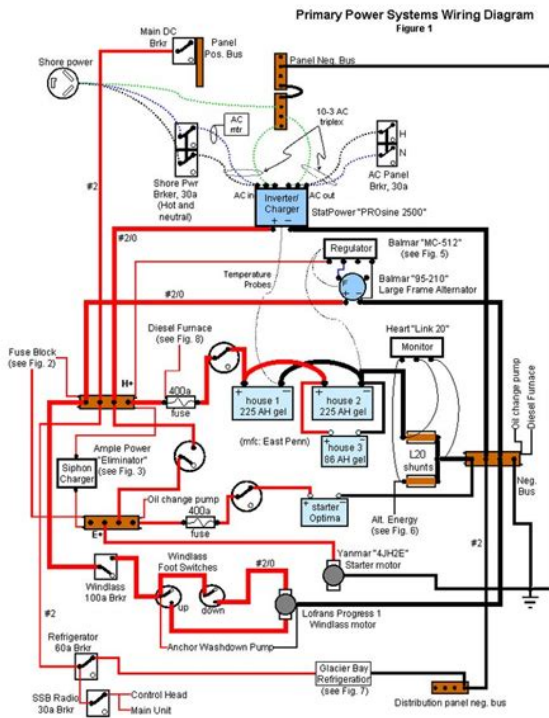 Primary Power Systems Wiring Diagram
Figure 1
Main DC
Brkr
Panel
Pos. Bus
Panel Neg. Bus
Shore power
AC
mtr
10-3 AC
triplex
H
N
Shore Pwr
Brker, 30a
(Hot and
neutral)
AC Panel
Brkr, 30a
#2
AC in
AC out
Inverter/
Charger
+ -
StatPower "PROsine 2500"
#2/0
Regulator
Balmar "MC-512"
(see Fig. 5)
Temperature
Probes
F
+ -
Balmar "95-210"
Large Frame Alternator
#2/0
Diesel Furnace
(see Fig. 8)
Heart "Link 20"
Monitor
Fuse Block
(see Fig. 2)
H+
400a
fuse
+ -
house 1
225 AH gel
+ -
house 2
225 AH gel
Oil change pump
Diesel Furnace
Ample Power
"Eliminator"
(see Fig. 3)
(mfc: East Penn)
house 3
86 AH gel
L20
shunts
Siphon
Charger
Neg.
Bus
Oil change pump
400a
fuse
E+
+ -
starter
Optima
Alt. Energy
(see Fig. 6)
Yanmar "4JH2E"
Starter motor
Windlass
Foot Switches
#2/0
#2
Windlass
100a Brkr
up
down
Lofrans Progress 1
Windlass motor
#2
Anchor Washdown Pump
Refrigerator
60a Brkr
Glacier Bay
Refrigeration
(see Fig. 7)
SSB Radio
30a Brkr
Control Head
Main Unit
Distribution panel neg. bus